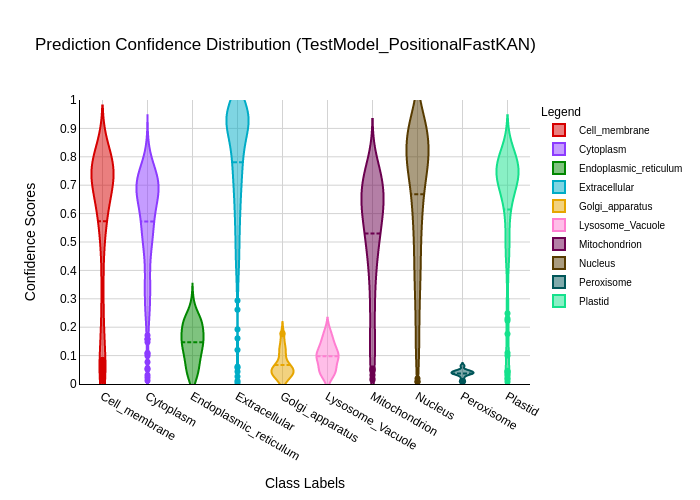 Prediction Confidence Distribution (TestModel_PositionalFastKAN)
Confidence Scores
1
0.9
0.8
0.7
0.6
0.5
0.4
0.3
0.2
0.1
0
Cell_membrane
Cytoplasm
Endoplasmic_reticulum
Extracellular
Golgi_apparatus
Lysosome_Vacuole
Mitochondrion
Nucleus
Peroxisome
Plastid
Class Labels
Legend
Cell_membrane
Cytoplasm
Endoplasmic_reticulum
Extracellular
Golgi_apparatus
Lysosome_Vacuole
Mitochondrion
Nucleus
Peroxisome
Plastid